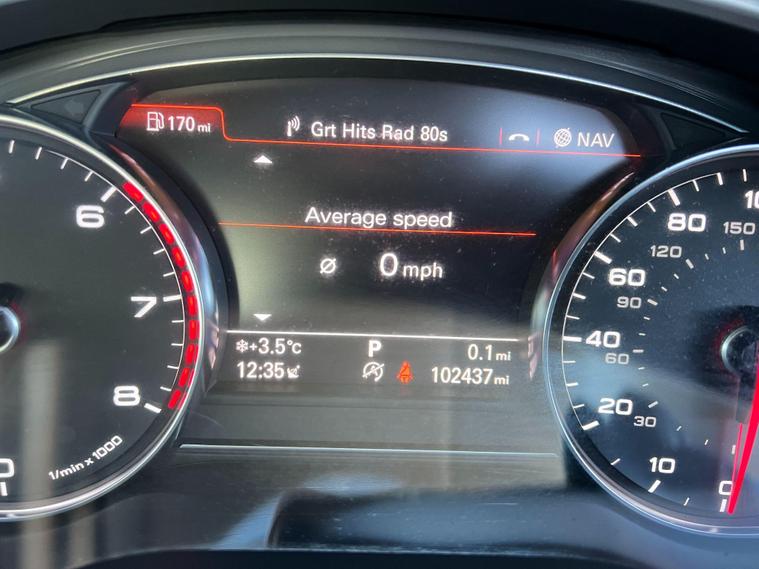 170 mi
Grt Hits Rad 80s
NAV
Average speed
Ø 0 mph
+3.5°C P 0.1 mi
12:35 102437 mi
6
7
8
0
1/min x 1000
0
10
20
30
40
60
60
90
80
120
150